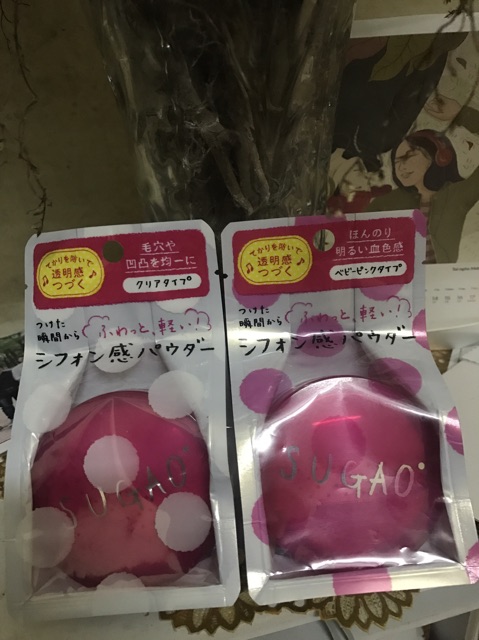 てかりを防いで
透明感
つづく
毛穴や
凹凸を均一に
クリアタイプ
つけた
瞬間から
ふわっと、軽い!
シフォン感パウダー
SUGAO
てかりを防いで
透明感
つづく
ほんのり
明るい血色感
ベビーピンクタイプ
つけた
瞬間から
ふわっと、軽い!
シフォン感パウダー
SUGAO